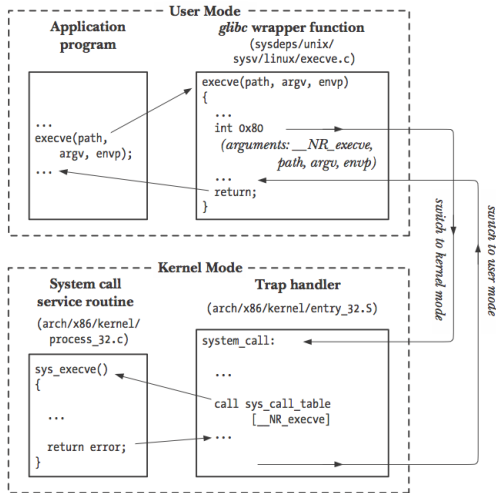 User Mode
Application
program
glibc wrapper function
(sysdeps/unix/
sysv/linux/execve.c)
...
execve(path,
argv, envp);
...
execve(path, argv, envp)
{
...
int 0x80
(arguments: __NR_execve,
path, argv, envp)
...
return;
}
switch to kernel mode
switch to user mode
Kernel Mode
System call
service routine
(arch/x86/kernel/
process_32.c)
Trap handler
(arch/x86/kernel/entry_32.S)
sys_execve()
{
...
return error;
}
system_call:
...
call sys_call_table
[__NR_execve]
...